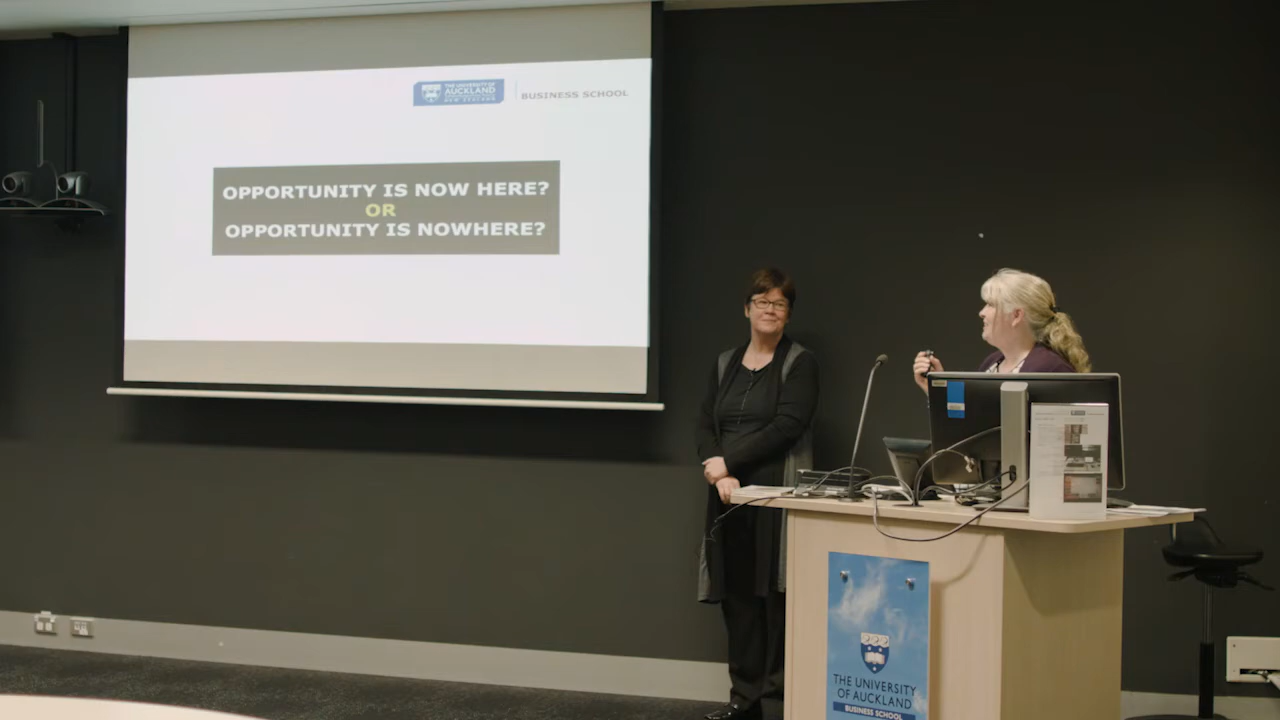 THE UNIVERSITY OF
AUCKLAND
NEW ZEALAND
BUSINESS SCHOOL
OPPORTUNITY IS NOW HERE?
OR
OPPORTUNITY IS NOWHERE?
THE UNIVERSITY
OF AUCKLAND
BUSINESS SCHOOL